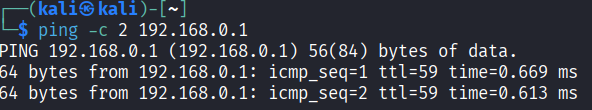 ┌──(kali㉿kali)-[~]
└─$ ping -c 2 192.168.0.1
PING 192.168.0.1 (192.168.0.1) 56(84) bytes of data.
64 bytes from 192.168.0.1: icmp_seq=1 ttl=59 time=0.669 ms
64 bytes from 192.168.0.1: icmp_seq=2 ttl=59 time=0.613 ms